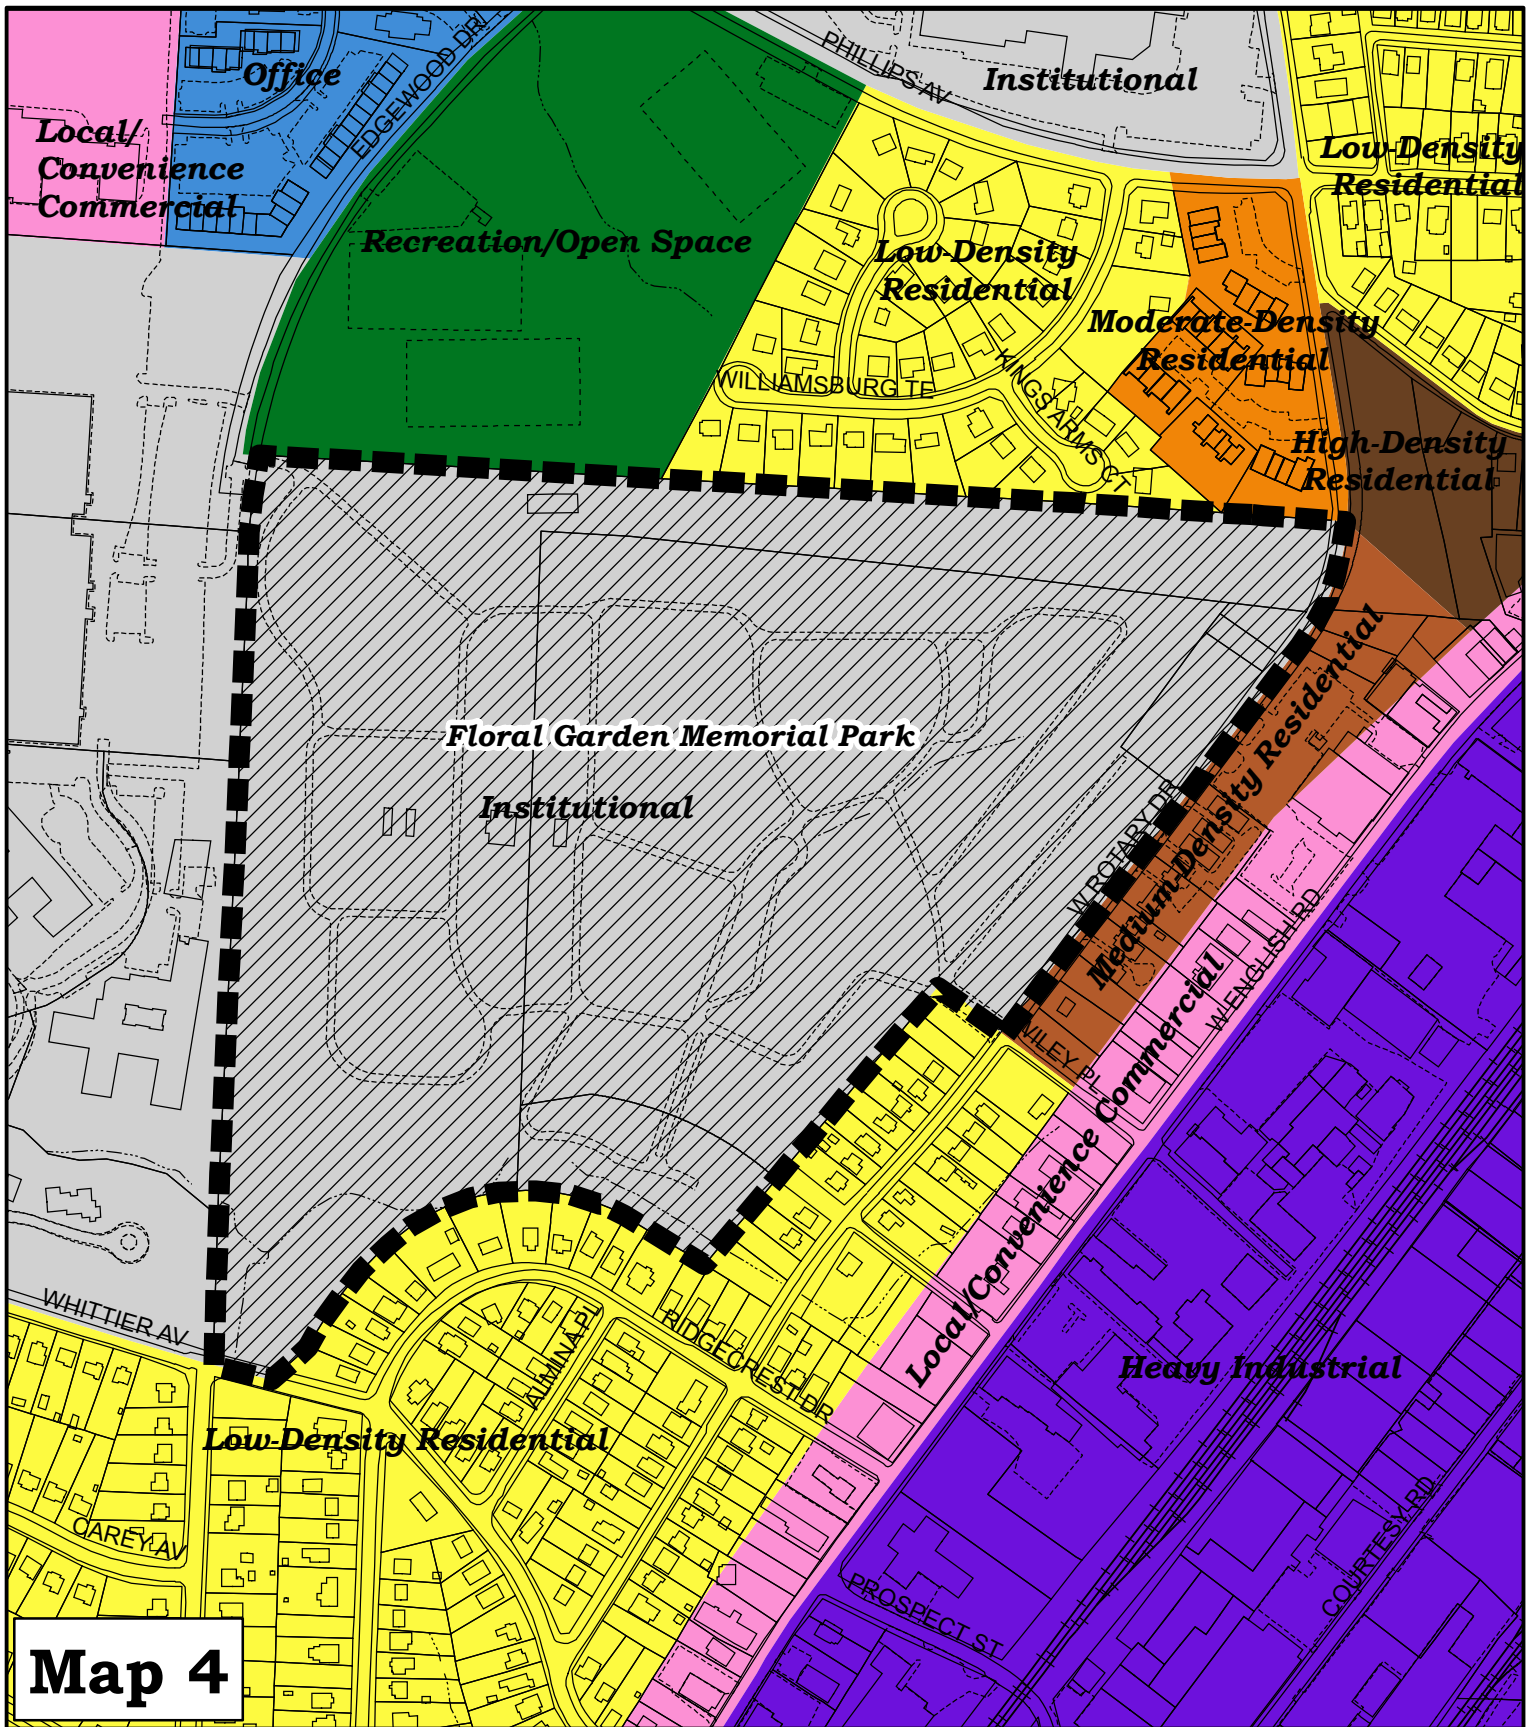 EDGEWOOD DR
Office
PHILLIPS AV
Institutional
Local/
Convenience
Commercial
Low-Density
Residential
Recreation/Open Space
Low-Density
Residential
Moderate-Density
Residential
WILLIAMSBURG TE
KINGS ARMS CT
High-Density
Residential
Floral Garden Memorial Park
Institutional
W ROTARY DR
Medium-Density Residential
W ENGLISH RD
WILEY PL
Local/Convenience Commercial
WHITTIER AV
ALMINA PL
RIDGECREST DR
Heavy Industrial
Low-Density Residential
CAREY AV
COURTESY RD
PROSPECT ST
Map 4